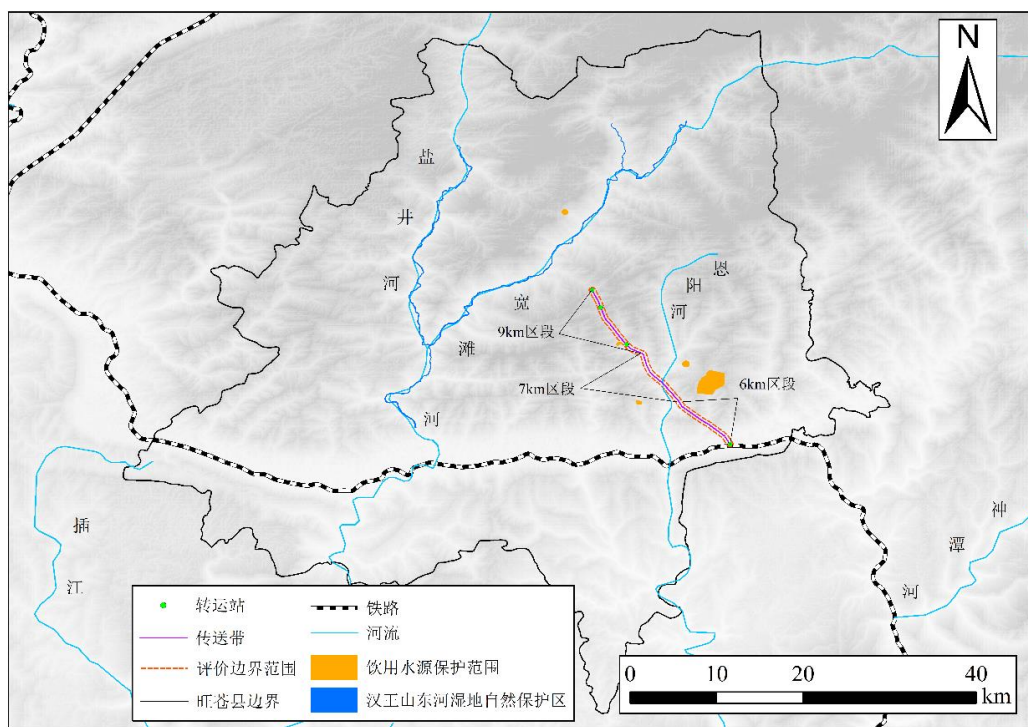 N
盐井河
宽滩河
恩阳河
9km区段
7km区段
6km区段
插江
神潭河
转运站
铁路
传送带
河流
评价边界范围
饮用水源保护范围
旺苍县边界
汉王山东河湿地自然保护区
0 10 20 40
km